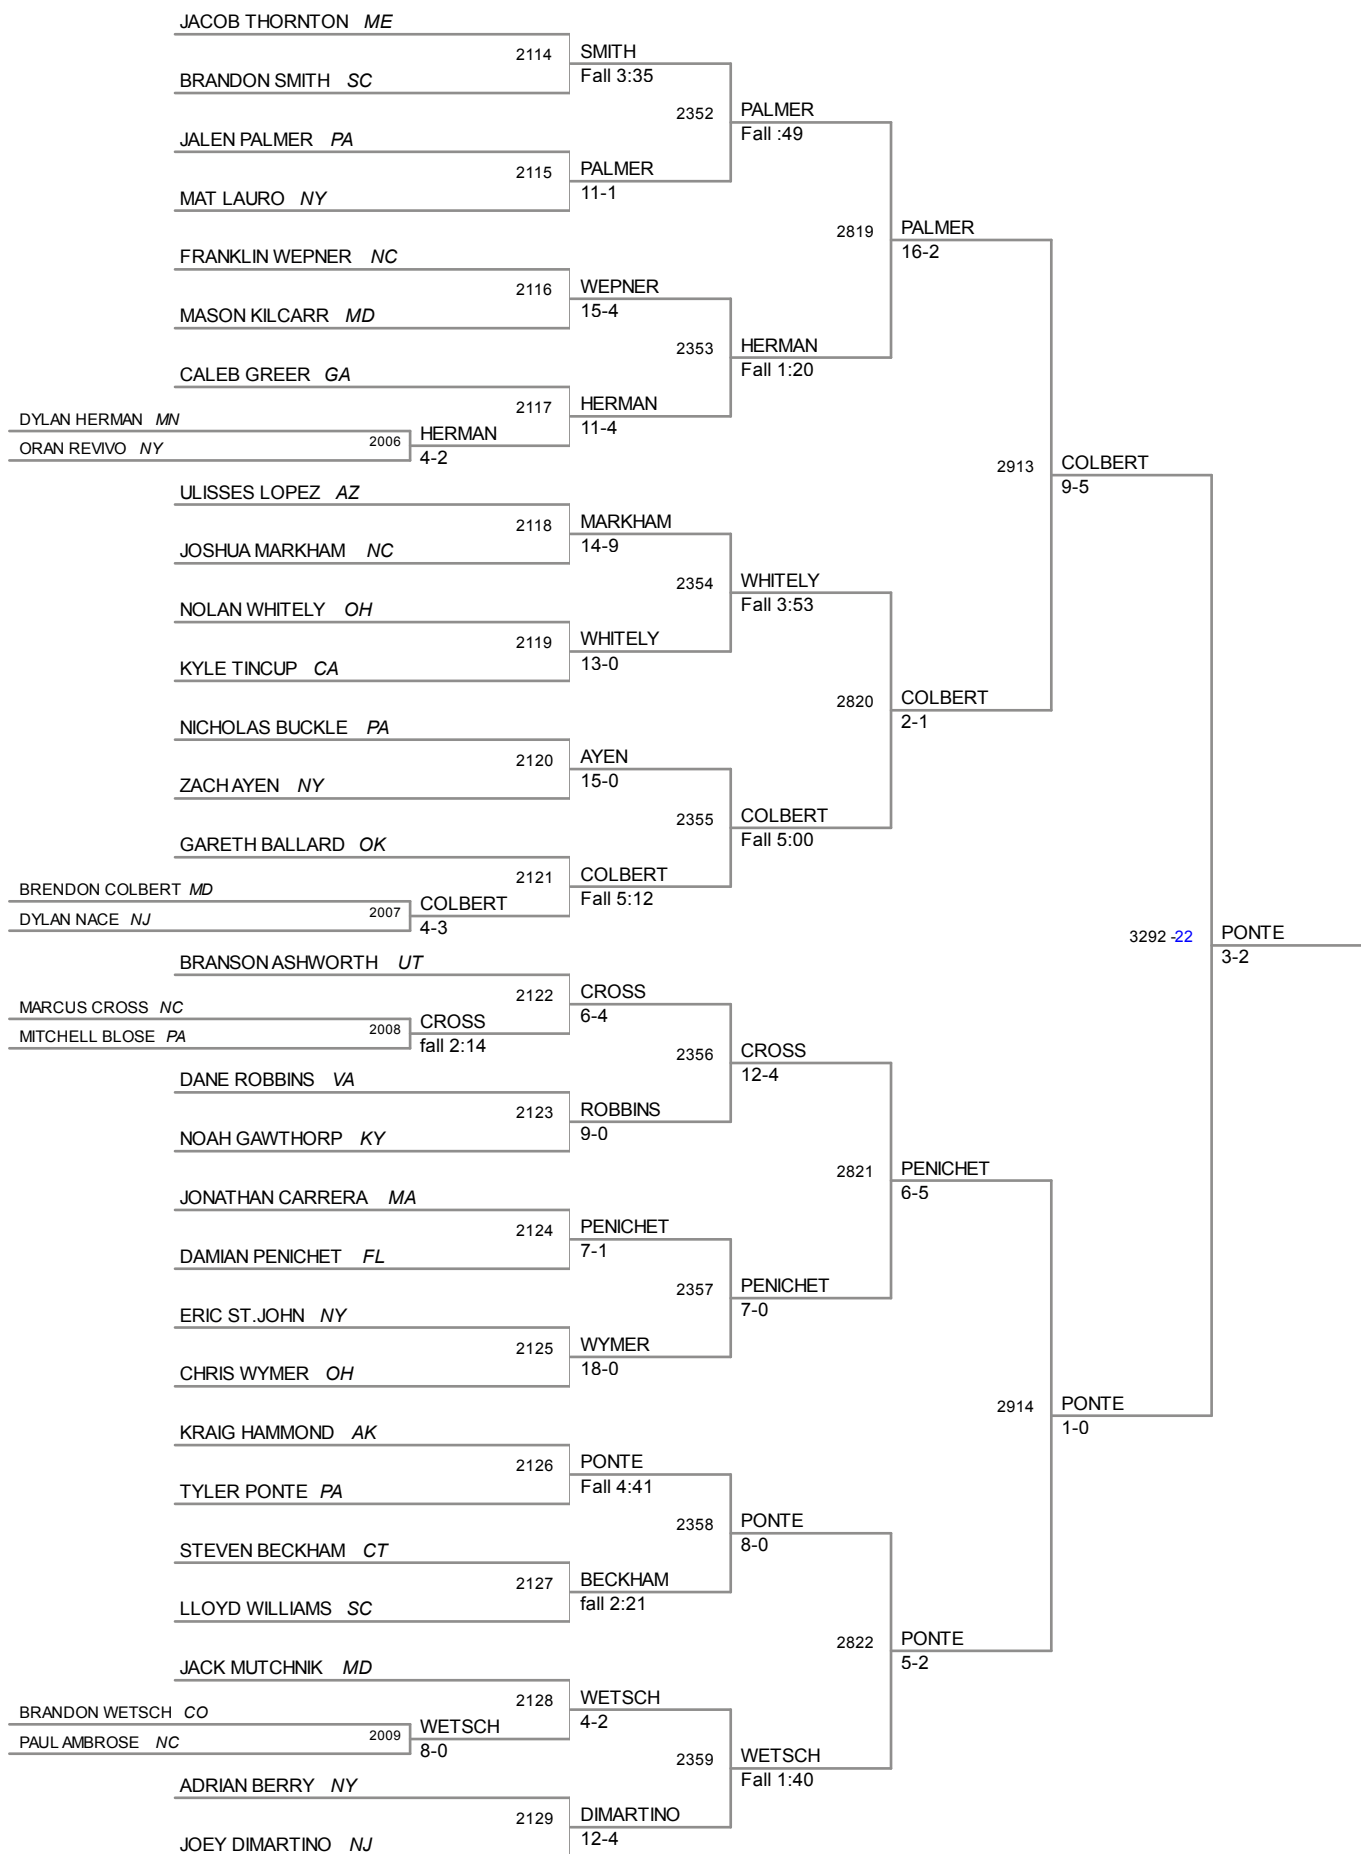 JACOB THORNTON ME
2114 SMITH
Fall 3:35
BRANDON SMITH SC
2352 PALMER
Fall :49
JALEN PALMER PA
2115 PALMER
11-1
MAT LAURO NY
2819 PALMER
16-2
FRANKLIN WEPNER NC
2116 WEPNER
15-4
MASON KILCARR MD
2353 HERMAN
Fall 1:20
CALEB GREER GA
2117 HERMAN
11-4
DYLAN HERMAN MN
ORAN REVIVO NY
2006 HERMAN
4-2
2913 COLBERT
9-5
ULISSES LOPEZ AZ
2118 MARKHAM
14-9
JOSHUA MARKHAM NC
2354 WHITELY
Fall 3:53
NOLAN WHITELY OH
2119 WHITELY
13-0
KYLE TINCUP CA
2820 COLBERT
2-1
NICHOLAS BUCKLE PA
2120 AYEN
15-0
ZACH AYEN NY
2355 COLBERT
Fall 5:00
GARETH BALLARD OK
2121 COLBERT
Fall 5:12
BRENDON COLBERT MD
DYLAN NACE NJ
2007 COLBERT
4-3
3292 -22 PONTE
3-2
BRANSON ASHWORTH UT
2122 CROSS
6-4
MARCUS CROSS NC
MITCHELL BLOSE PA
2008 CROSS
fall 2:14
2356 CROSS
12-4
DANE ROBBINS VA
2123 ROBBINS
9-0
NOAH GAWTHORP KY
2821 PENICHET
6-5
JONATHAN CARRERA MA
2124 PENICHET
7-1
DAMIAN PENICHET FL
2357 PENICHET
7-0
ERIC ST.JOHN NY
2125 WYMER
18-0
CHRIS WYMER OH
2914 PONTE
1-0
KRAIG HAMMOND AK
2126 PONTE
Fall 4:41
TYLER PONTE PA
2358 PONTE
8-0
STEVEN BECKHAM CT
2127 BECKHAM
fall 2:21
LLOYD WILLIAMS SC
2822 PONTE
5-2
JACK MUTCHNIK MD
2128 WETSCH
4-2
BRANDON WETSCH CO
PAUL AMBROSE NC
2009 WETSCH
8-0
2359 WETSCH
Fall 1:40
ADRIAN BERRY NY
2129 DIMARTINO
12-4
JOEY DIMARTINO NJ